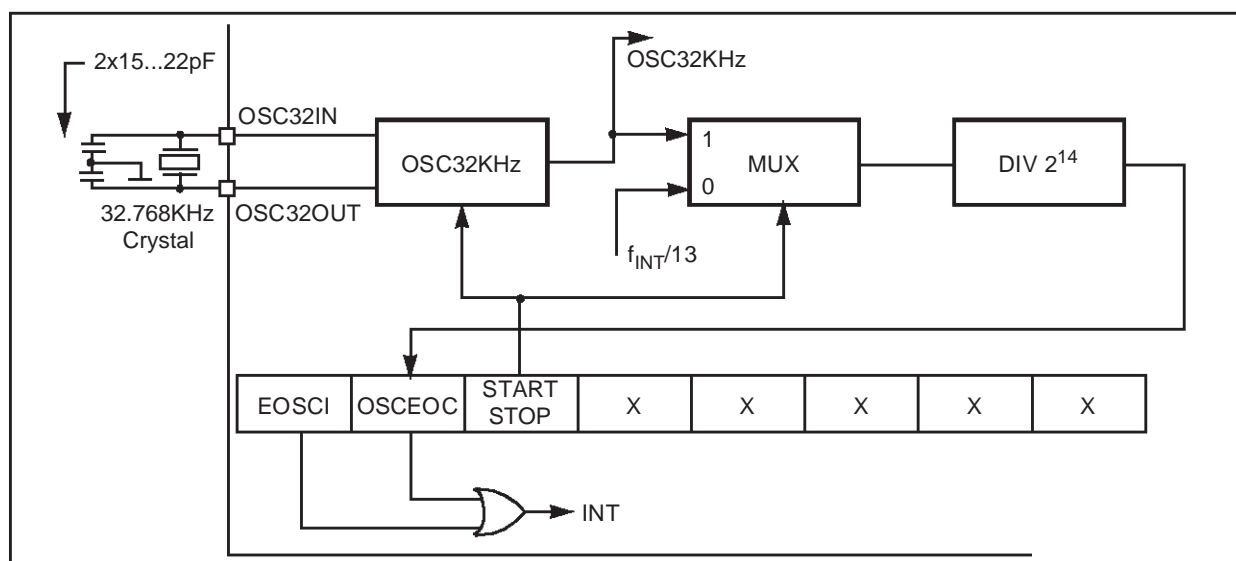 2x15...22pF
OSC32KHz
OSC32IN
OSC32KHz
1
MUX
0
DIV 2¹⁴
32.768KHz
Crystal
OSC32OUT
fINT/13
EOSCI
OSCEOC
START
STOP
X
X
X
X
X
INT